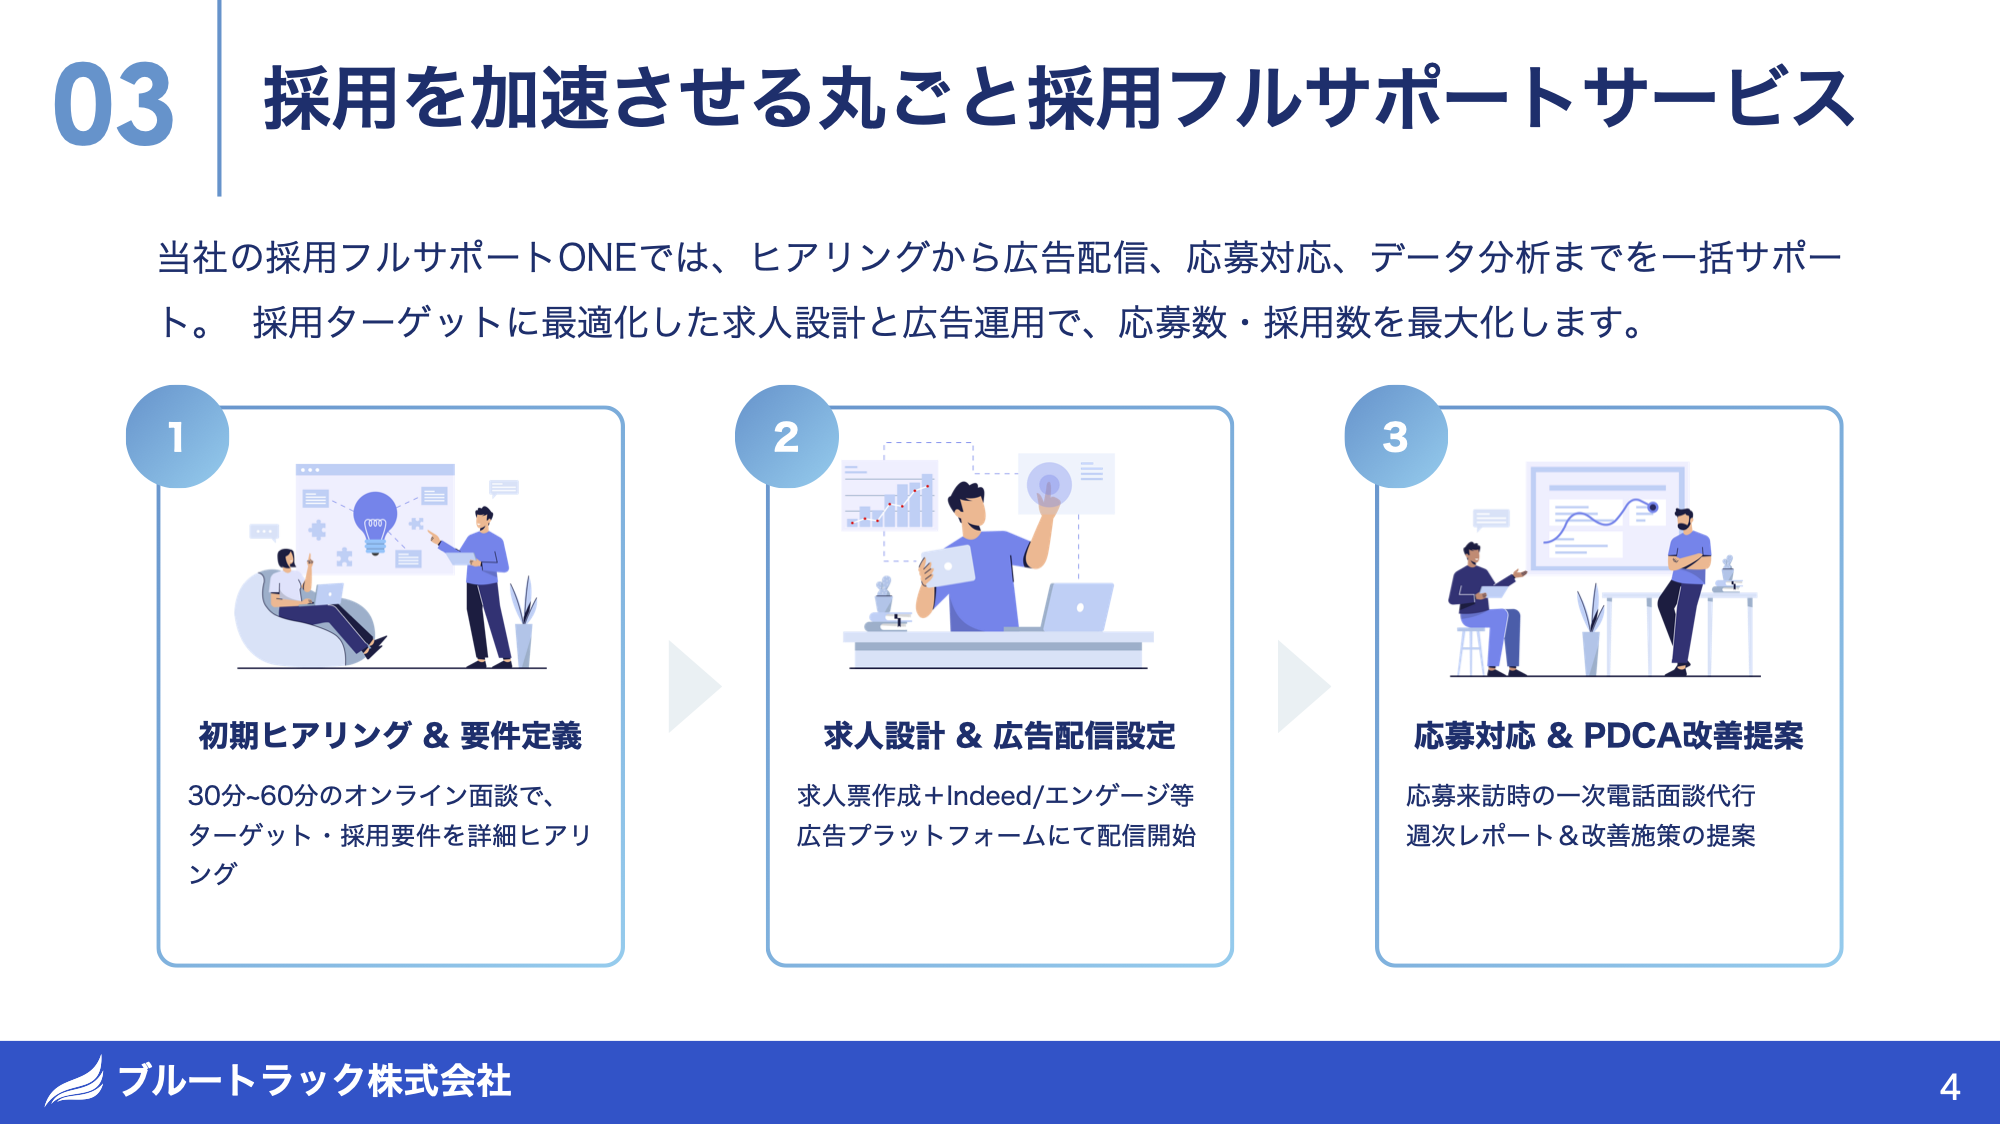 03
採用を加速させる丸ごと採用フルサポートサービス
当社の採用フルサポートONEでは、ヒアリングから広告配信、応募対応、データ分析までを一括サポー
ト。　採用ターゲットに最適化した求人設計と広告運用で、応募数・採用数を最大化します。
1
初期ヒアリング & 要件定義
30分~60分のオンライン面談で、
ターゲット・採用要件を詳細ヒアリ
ング
2
求人設計 & 広告配信設定
求人票作成＋Indeed/エンゲージ等
広告プラットフォームにて配信開始
3
応募対応 & PDCA改善提案
応募来訪時の一次電話面談代行
週次レポート＆改善施策の提案
ブルートラック株式会社
4